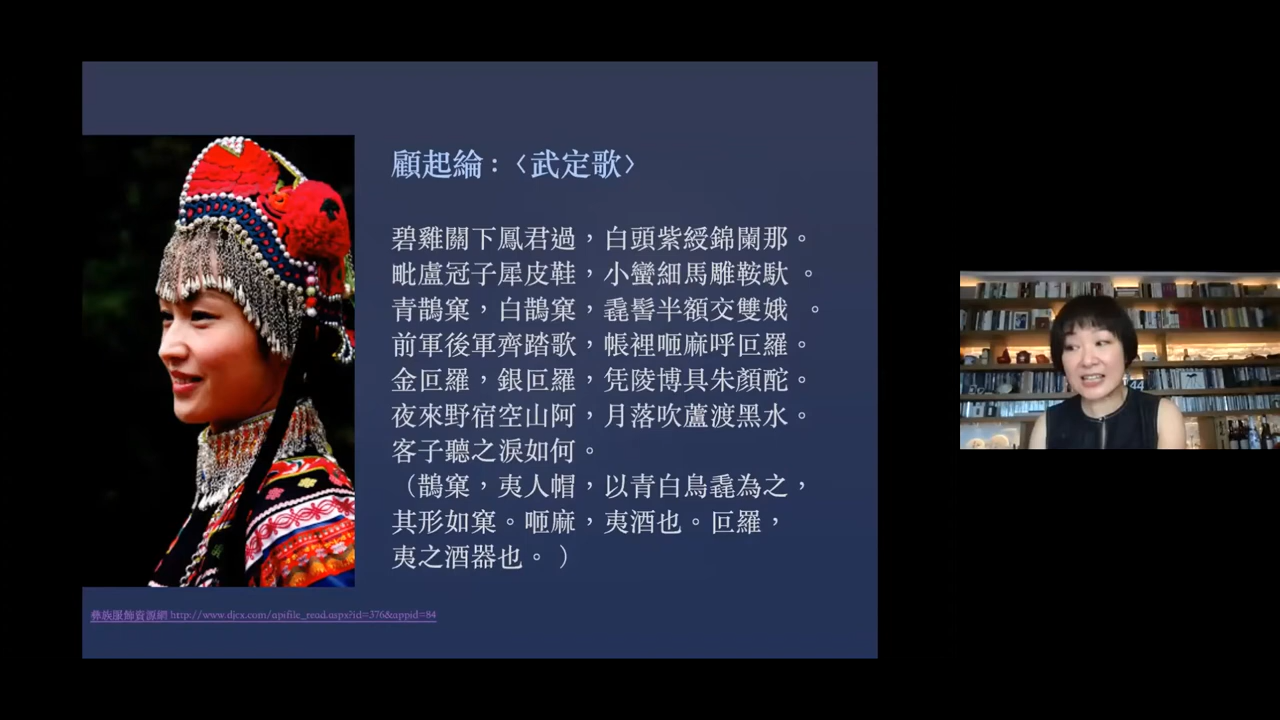 顧起綸：〈武定歌〉
碧雞關下鳳君過，白頭紫綬錦闌那。
毗盧冠子犀皮鞋，小蠻細馬雕鞍馱。
青鵲窠，白鵲窠，毳髻半額交雙娥。
前軍後軍齊踏歌，帳裡咂麻呼叵羅。
金叵羅，銀叵羅，凭陵博具朱顏酡。
夜來野宿空山阿，月落吹蘆渡黑水。
客子聽之淚如何。
（鵲窠，夷人帽，以青白鳥毳為之，
其形如窠。咂麻，夷酒也。叵羅，
夷之酒器也。）
彝族服飾資源網 http://www.djcx.com/apifile_read.aspx?id=376&appid=84
44